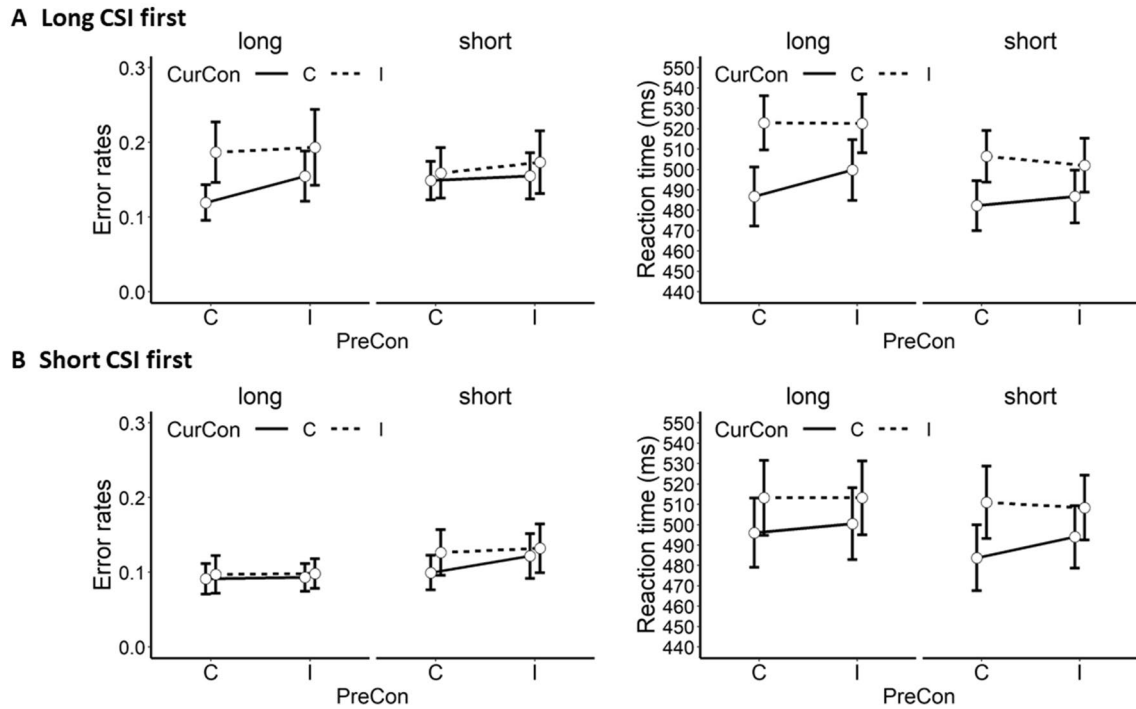 A Long CSI first
long short
CurCon C I
Error rates
0.3
0.2
0.1
0.0
C I C I
PreCon
long short
CurCon C I
Reaction time (ms)
550
540
530
520
510
500
490
480
470
460
450
440
C I C I
PreCon
B Short CSI first
long short
CurCon C I
Error rates
0.3
0.2
0.1
0.0
C I C I
PreCon
long short
CurCon C I
Reaction time (ms)
550
540
530
520
510
500
490
480
470
460
450
440
C I C I
PreCon